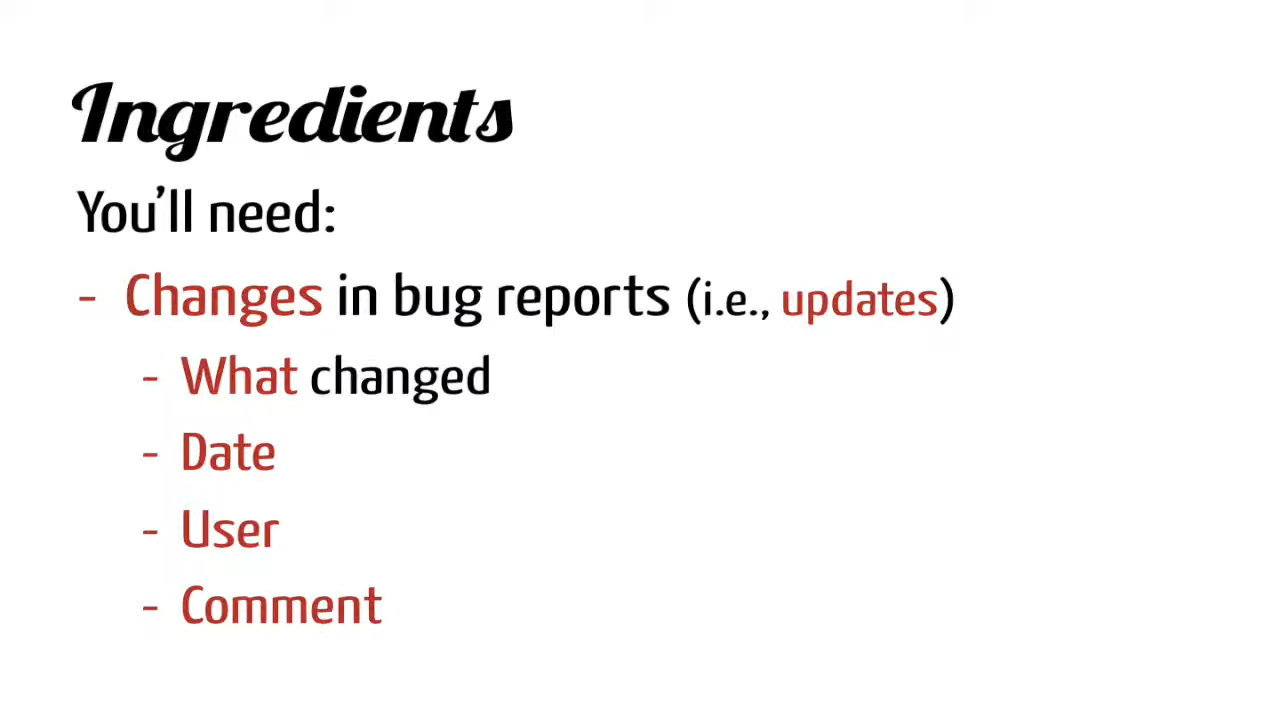 Ingredients
You’ll need:
- Changes in bug reports (i.e., updates)
- What changed
- Date
- User
- Comment